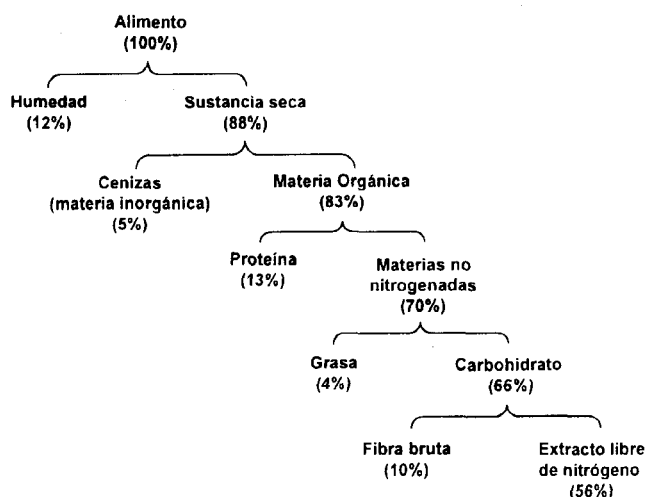 Alimento
(100%)
Humedad
(12%)
Sustancia seca
(88%)
Cenizas
(materia inorgánica)
(5%)
Materia Orgánica
(83%)
Proteína
(13%)
Materias no
nitrogenadas
(70%)
Grasa
(4%)
Carbohidrato
(66%)
Fibra bruta
(10%)
Extracto libre
de nitrógeno
(56%)